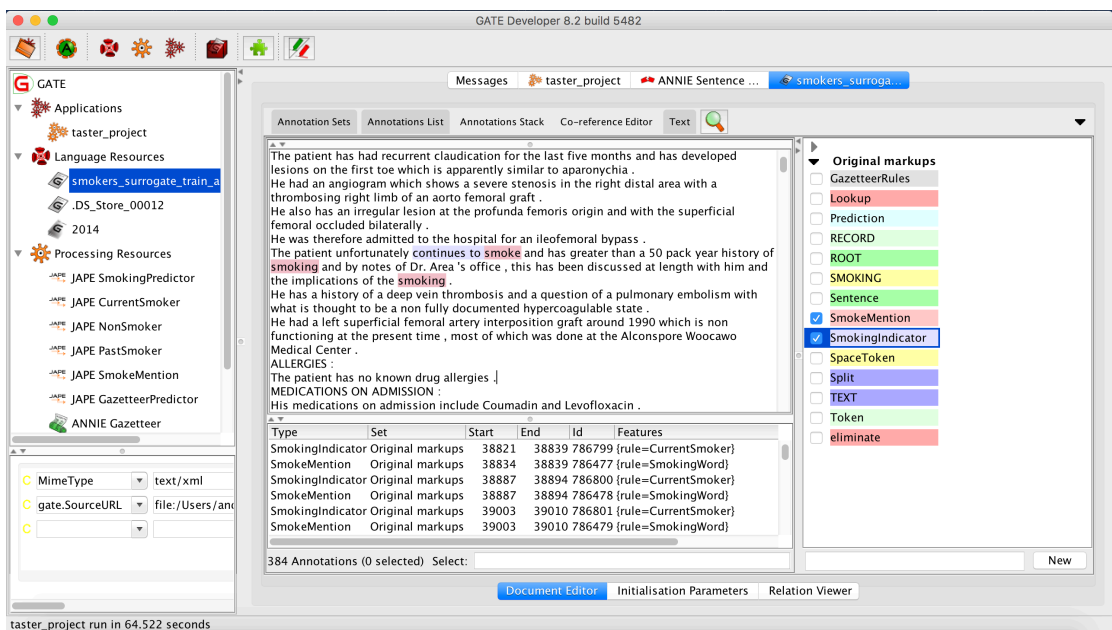 GATE Developer 8.2 build 5482
GATE
Applications
taster_project
Language Resources
smokers_surrogate_train_a
.DS_Store_00012
2014
Processing Resources
JAPE SmokingPredictor
JAPE CurrentSmoker
JAPE NonSmoker
JAPE PastSmoker
JAPE SmokeMention
JAPE GazetteerPredictor
ANNIE Gazetteer
C MimeType text/xml
C gate.SourceURL file:/Users/and
C
Messages taster_project ANNIE Sentence ... smokers_surroga...
Annotation Sets Annotations List Annotations Stack Co-reference Editor Text
The patient has had recurrent claudication for the last five months and has developed
lesions on the first toe which is apparently similar to aparonychia .
He had an angiogram which shows a severe stenosis in the right distal area with a
thrombosing right limb of an aorto femoral graft .
He also has an irregular lesion at the profunda femoris origin and with the superficial
femoral occluded bilaterally .
He was therefore admitted to the hospital for an ileofemoral bypass .
The patient unfortunately continues to smoke and has greater than a 50 pack year history of
smoking and by notes of Dr. Area 's office , this has been discussed at length with him and
the implications of the smoking .
He has a history of a deep vein thrombosis and a question of a pulmonary embolism with
what is thought to be a non fully documented hypercoagulable state .
He had a left superficial femoral artery interposition graft around 1990 which is non
functioning at the present time , most of which was done at the Alconspore Woocawo
Medical Center .
ALLERGIES :
The patient has no known drug allergies .
MEDICATIONS ON ADMISSION :
His medications on admission include Coumadin and Levofloxacin .
Type Set Start End Id Features
SmokingIndicator Original markups 38821 38839 786799 {rule=CurrentSmoker}
SmokeMention Original markups 38834 38839 786477 {rule=SmokingWord}
SmokingIndicator Original markups 38887 38894 786800 {rule=CurrentSmoker}
SmokeMention Original markups 38887 38894 786478 {rule=SmokingWord}
SmokingIndicator Original markups 39003 39010 786801 {rule=CurrentSmoker}
SmokeMention Original markups 39003 39010 786479 {rule=SmokingWord}
384 Annotations (0 selected) Select:
Original markups
GazetteerRules
Lookup
Prediction
RECORD
ROOT
SMOKING
Sentence
SmokeMention
SmokingIndicator
SpaceToken
Split
TEXT
Token
eliminate
New
Document Editor Initialisation Parameters Relation Viewer
taster_project run in 64.522 seconds